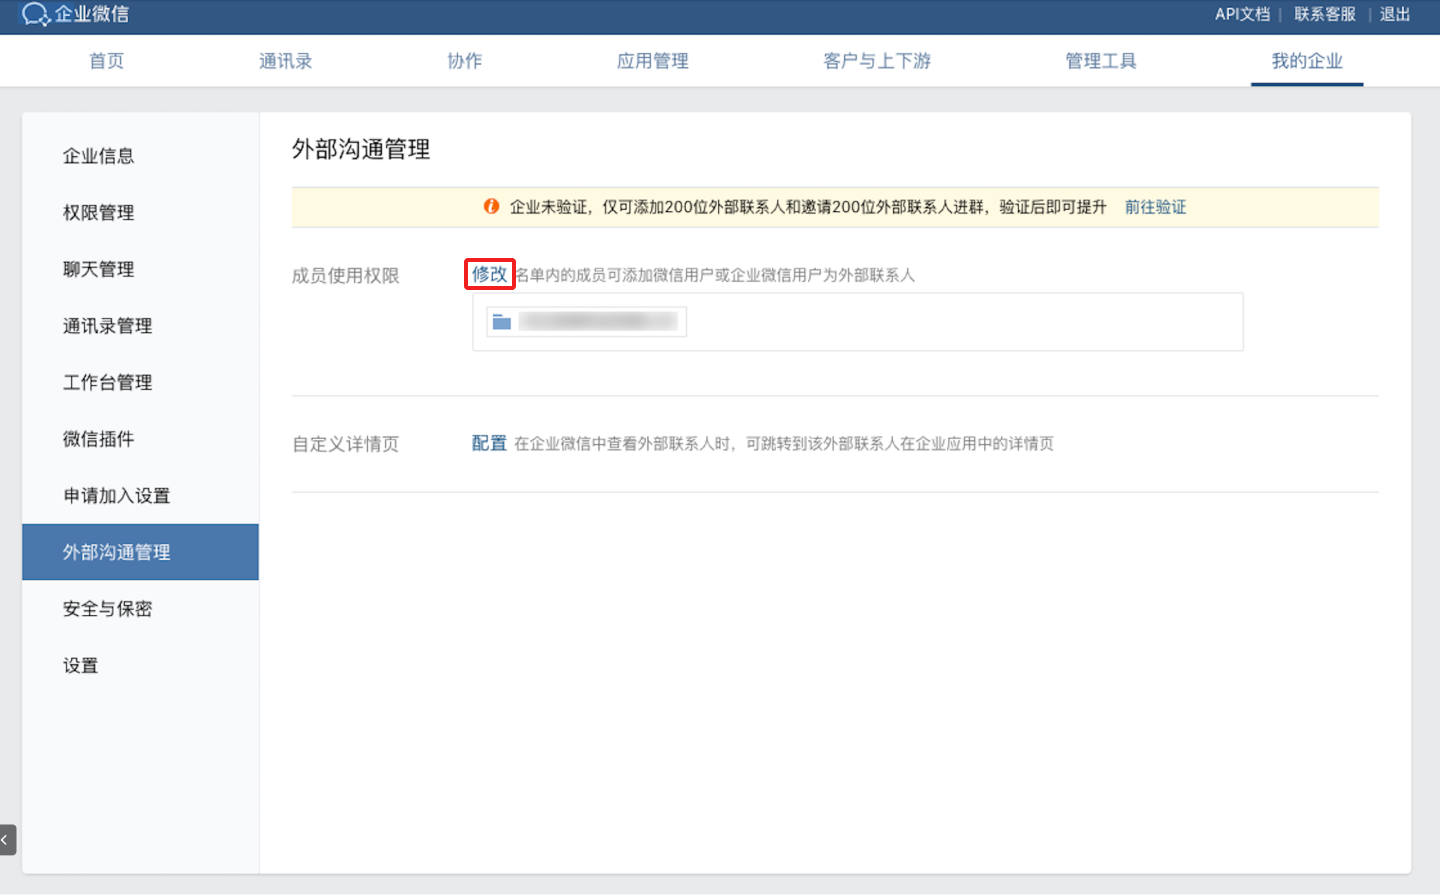 企业微信
API文档 | 联系客服 | 退出
首页 通讯录 协作 应用管理 客户与上下游 管理工具 我的企业
企业信息
权限管理
聊天管理
通讯录管理
工作台管理
微信插件
申请加入设置
外部沟通管理
安全与保密
设置
外部沟通管理
企业未验证，仅可添加200位外部联系人和邀请200位外部联系人进群，验证后即可提升 前往验证
成员使用权限 修改 名单内的成员可添加微信用户或企业微信用户为外部联系人
自定义详情页 配置 在企业微信中查看外部联系人时，可跳转到该外部联系人在企业应用中的详情页